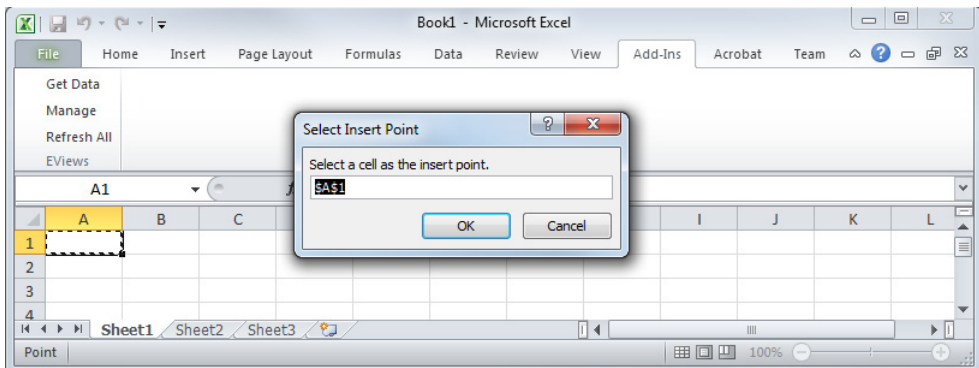 Book1 - Microsoft Excel
File Home Insert Page Layout Formulas Data Review View Add-Ins Acrobat Team
Get Data
Manage
Refresh All
EViews
Select Insert Point
Select a cell as the insert point.
$A$1
OK Cancel
A1
A B C I J K L
1
2
3
4
Sheet1 Sheet2 Sheet3
Point 100%